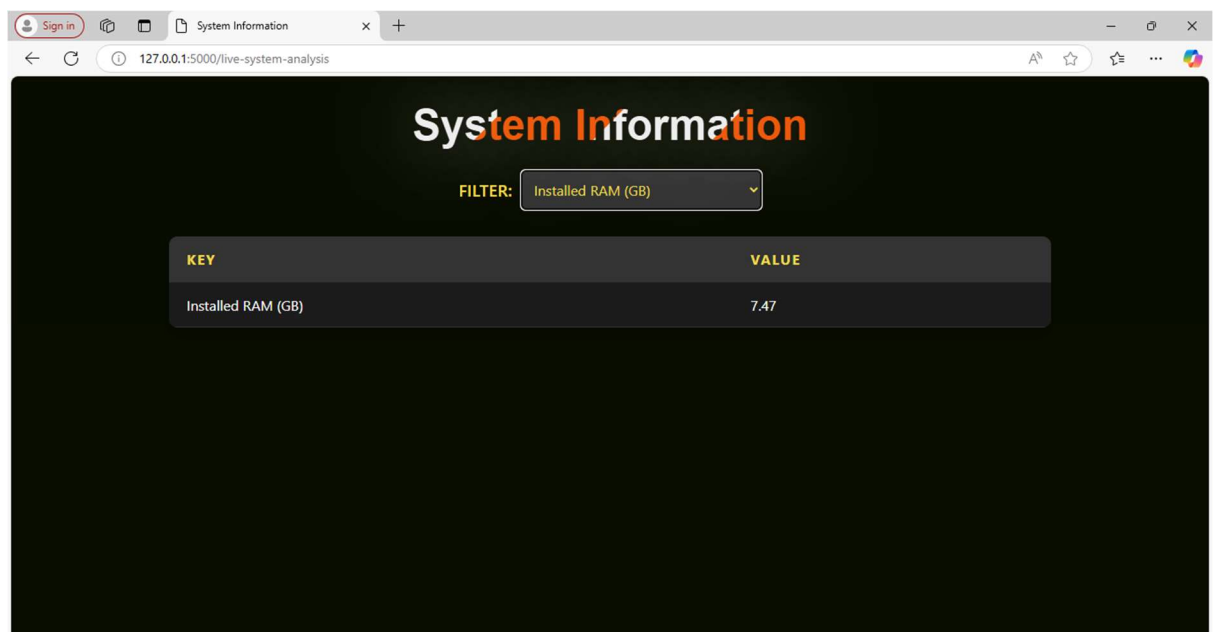 Sign in
System Information
127.0.0.1:5000/live-system-analysis
System Information
FILTER: Installed RAM (GB)
KEY VALUE
Installed RAM (GB) 7.47